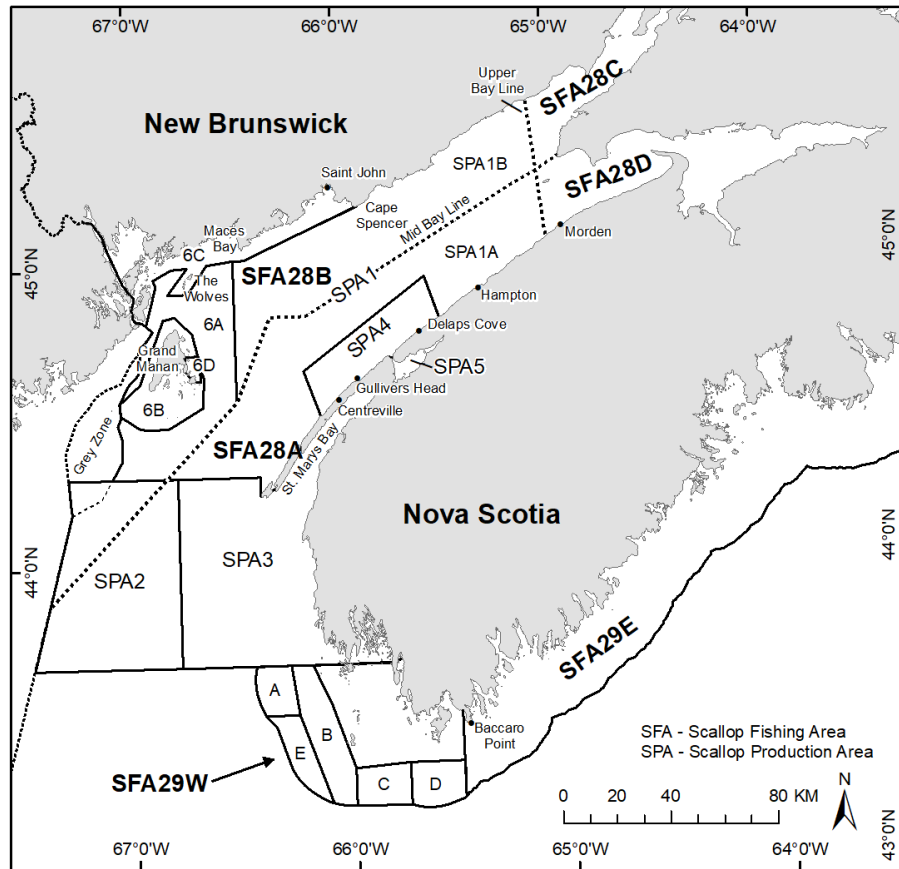 67°0'W
66°0'W
65°0'W
64°0'W
Upper
Bay Line
SFA28C
New Brunswick
Saint John
SPA1B
SFA28D
Cape
Spencer
Mid Bay Line
Maces
Bay
Morden
45°0'N
45°0'N
6C
The
Wolves
SFA28B
SPA1
SPA1A
Hampton
6A
SPA4
Delaps Cove
Grand
Manan
6D
SPA5
Gullivers Head
6B
Centreville
Grey Zone
SFA28A
St. Marys Bay
Nova Scotia
44°0'N
44°0'N
SPA2
SPA3
SFA29E
A
B
Baccaro
Point
SFA - Scallop Fishing Area
SPA - Scallop Production Area
E
SFA29W
C
D
N
0 20 40 60 80 KM
43°0'N
67°0'W
66°0'W
65°0'W
64°0'W